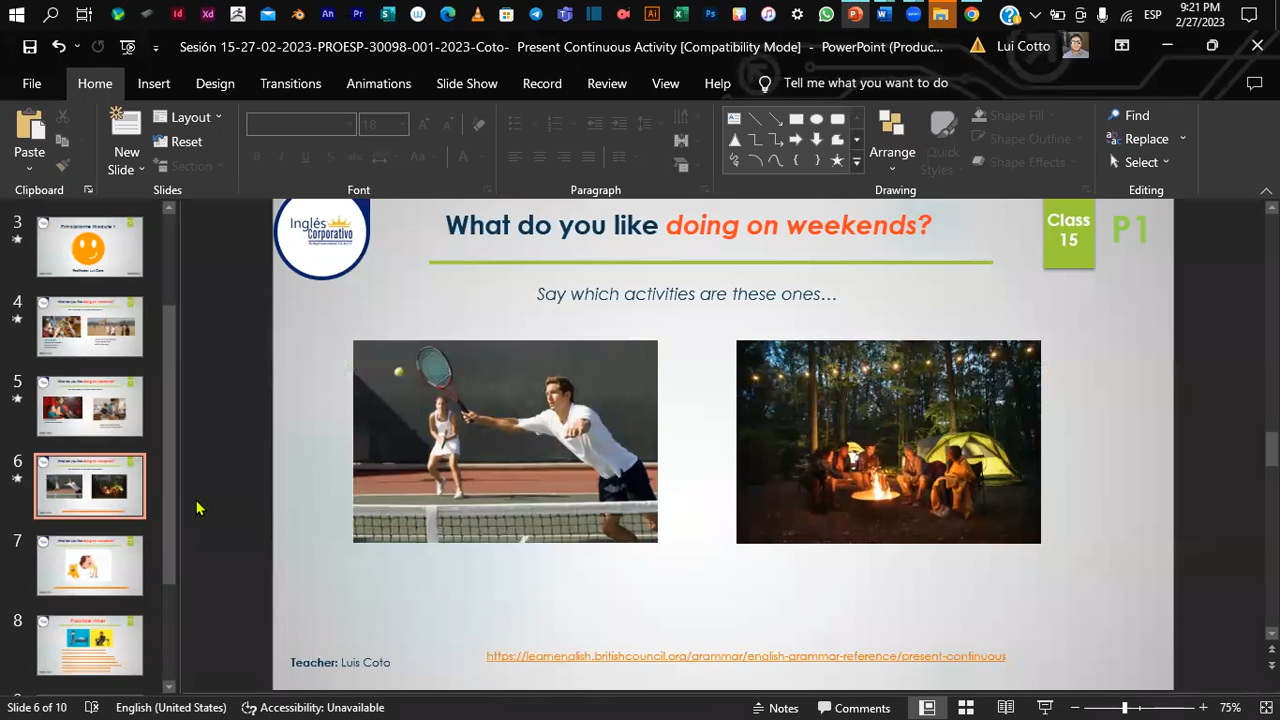 9:21 PM
ESP
2/27/2023
Sesión 15-27-02-2023-PROESP-30098-001-2023-Coto- Present Continuous Activity [Compatibility Mode] - PowerPoint (Produc...
Lui Cotto
File
Home
Insert
Design
Transitions
Animations
Slide Show
Record
Review
View
Help
Tell me what you want to do
Paste
New Slide
Layout
Reset
Section
18
Arrange
Quick Styles
Shape Fill
Shape Outline
Shape Effects
Find
Replace
Select
Clipboard
Slides
Font
Paragraph
Drawing
Editing
3
4
5
6
7
8
Inglés Corporativo
What do you like doing on weekends?
Class 15
P1
Say which activities are these ones…
Teacher: Luis Coto
https://learnenglish.britishcouncil.org/grammar/english-grammar-reference/present-continuous
Slide 6 of 10
English (United States)
Accessibility: Unavailable
Notes
Comments
75%